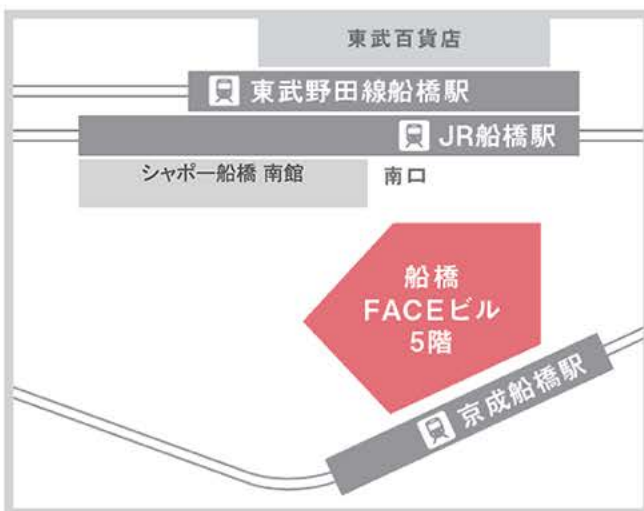 東武百貨店
東武野田線船橋駅
JR船橋駅
シャポー船橋 南館
南口
船橋
FACEビル
5階
京成船橋駅